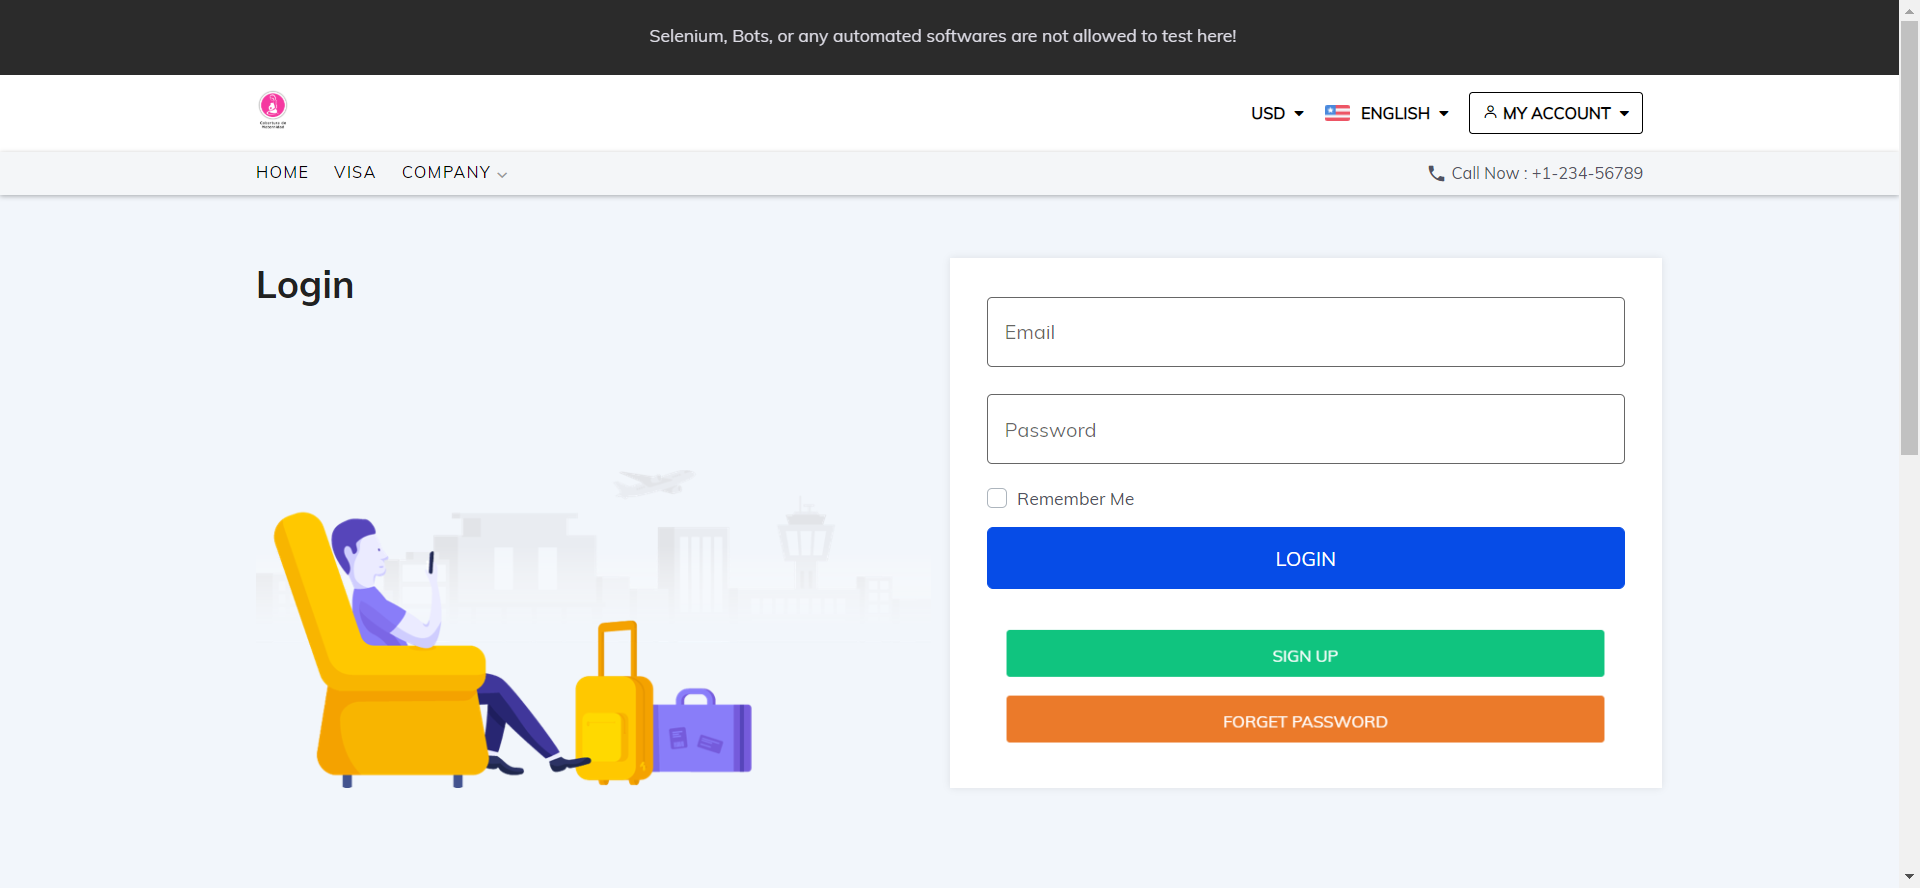 Selenium, Bots, or any automated softwares are not allowed to test here!
USD
ENGLISH
MY ACCOUNT
HOME
VISA
COMPANY
Call Now : +1-234-56789
Login
Email
Password
Remember Me
LOGIN
SIGN UP
FORGET PASSWORD